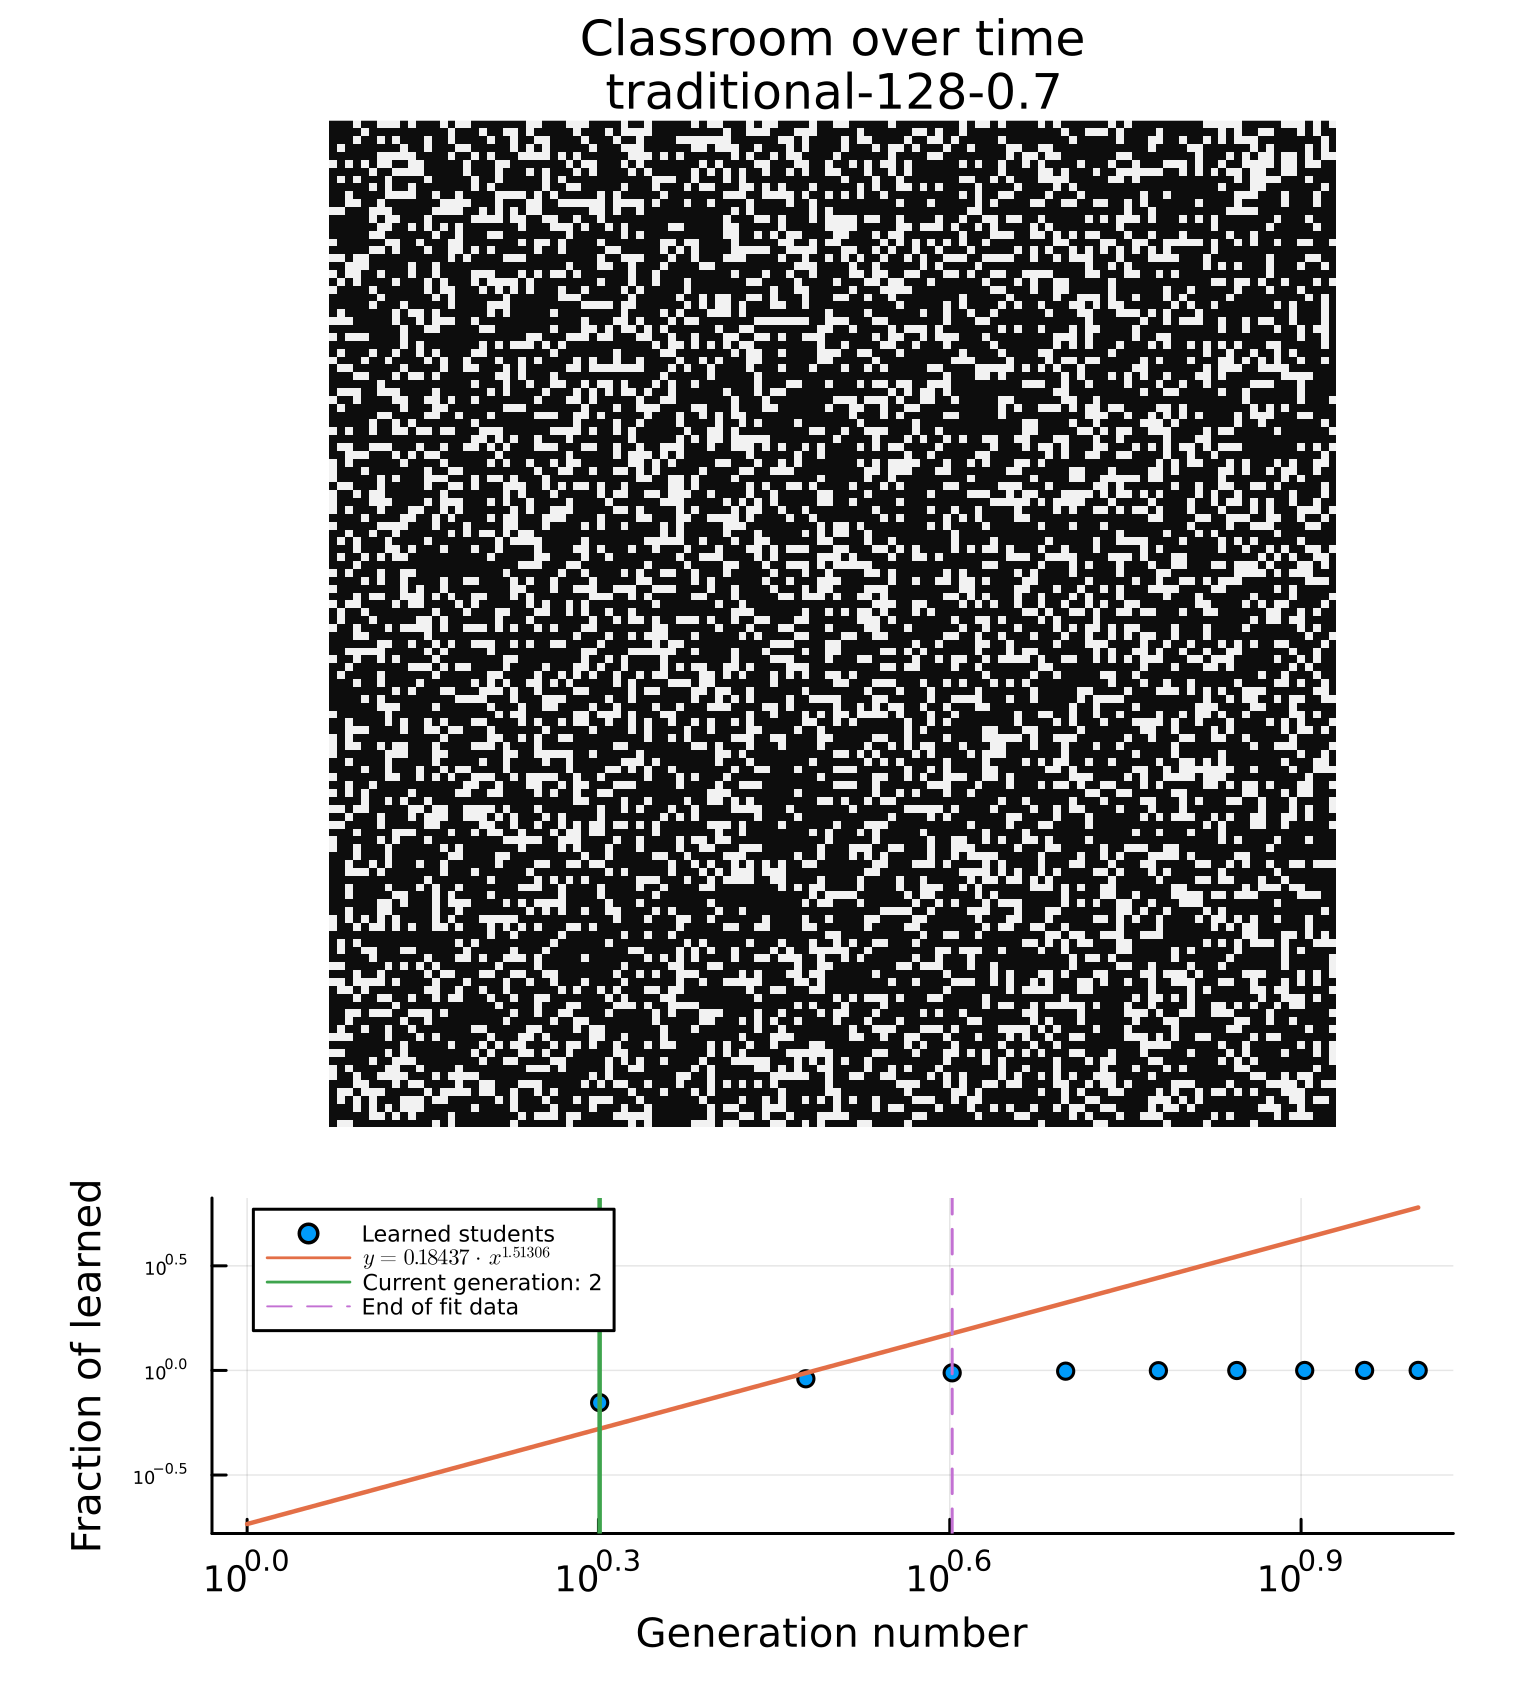 Classroom over time
traditional-128-0.7
Fraction of learned
Learned students
y = 0.18437 · x^1.51306
Current generation: 2
End of fit data
10^0.5
10^0.0
10^−0.5
10^0.0
10^0.3
10^0.6
10^0.9
Generation number